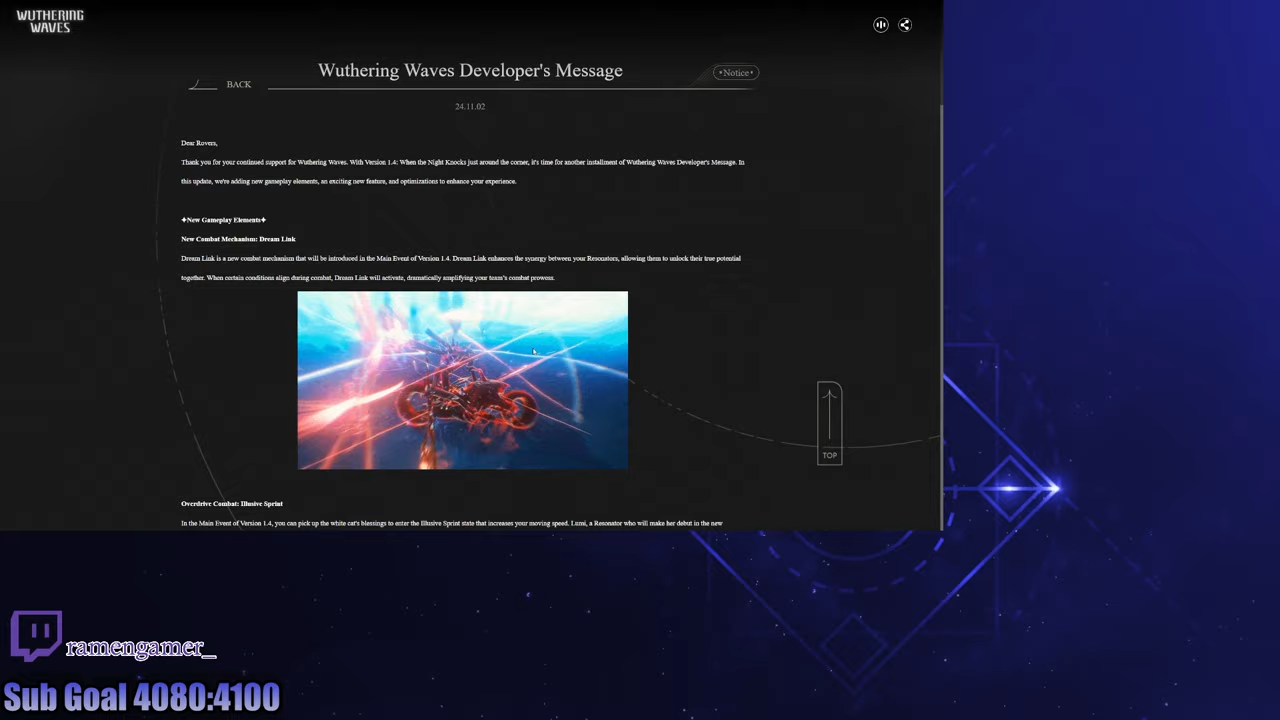 WUTHERING
WAVES
Wuthering Waves Developer's Message
•Notice•
BACK
24.11.02
Dear Rovers,
Thank you for your continued support for Wuthering Waves. With Version 1.4: When the Night Knocks just around the corner, it's time for another installment of Wuthering Waves Developer's Message. In
this update, we're adding new gameplay elements, an exciting new feature, and optimizations to enhance your experience.
✦New Gameplay Elements✦
New Combat Mechanism: Dream Link
Dream Link is a new combat mechanism that will be introduced in the Main Event of Version 1.4. Dream Link enhances the synergy between your Resonators, allowing them to unlock their true potential
together. When certain conditions align during combat, Dream Link will activate, dramatically amplifying your team's combat prowess.
TOP
Overdrive Combat: Illusive Sprint
In the Main Event of Version 1.4, you can pick up the white cat's blessings to enter the Illusive Sprint state that increases your moving speed. Lumi, a Resonator who will make her debut in the new
ramengamer_
Sub Goal 4080:4100